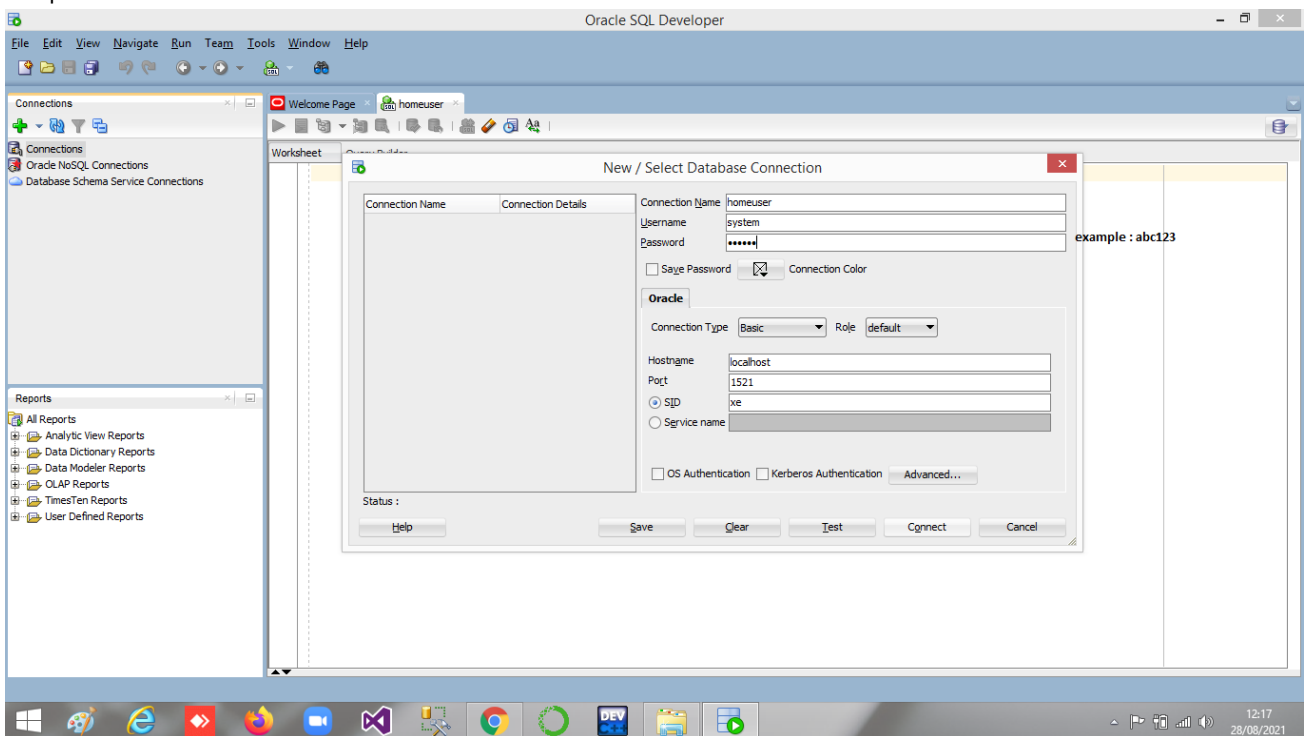 Oracle SQL Developer
File Edit View Navigate Run Team Tools Window Help
Connections
Welcome Page
homeuser
Connections
Oracle NoSQL Connections
Database Schema Service Connections
Worksheet
New / Select Database Connection
Connection Name Connection Details
Connection Name homeuser
Username system
Password ••••••
example : abc123
Save Password Connection Color
Oracle
Connection Type Basic Role default
Hostname localhost
Port 1521
SID xe
Service name
OS Authentication Kerberos Authentication Advanced...
Status :
Help Save Clear Test Connect Cancel
Reports
All Reports
Analytic View Reports
Data Dictionary Reports
Data Modeler Reports
OLAP Reports
TimesTen Reports
User Defined Reports
DEV
C++
12:17
28/08/2021